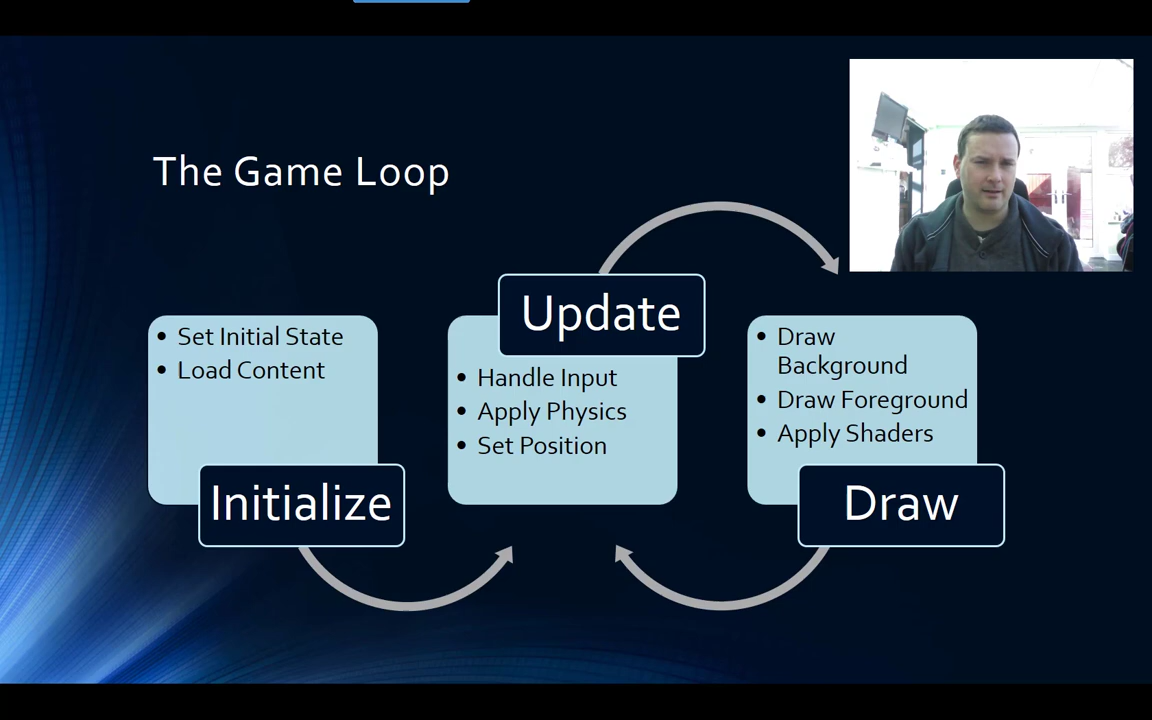 The Game Loop
• Set Initial State
• Load Content
Initialize
Update
• Handle Input
• Apply Physics
• Set Position
• Draw
Background
• Draw Foreground
• Apply Shaders
Draw